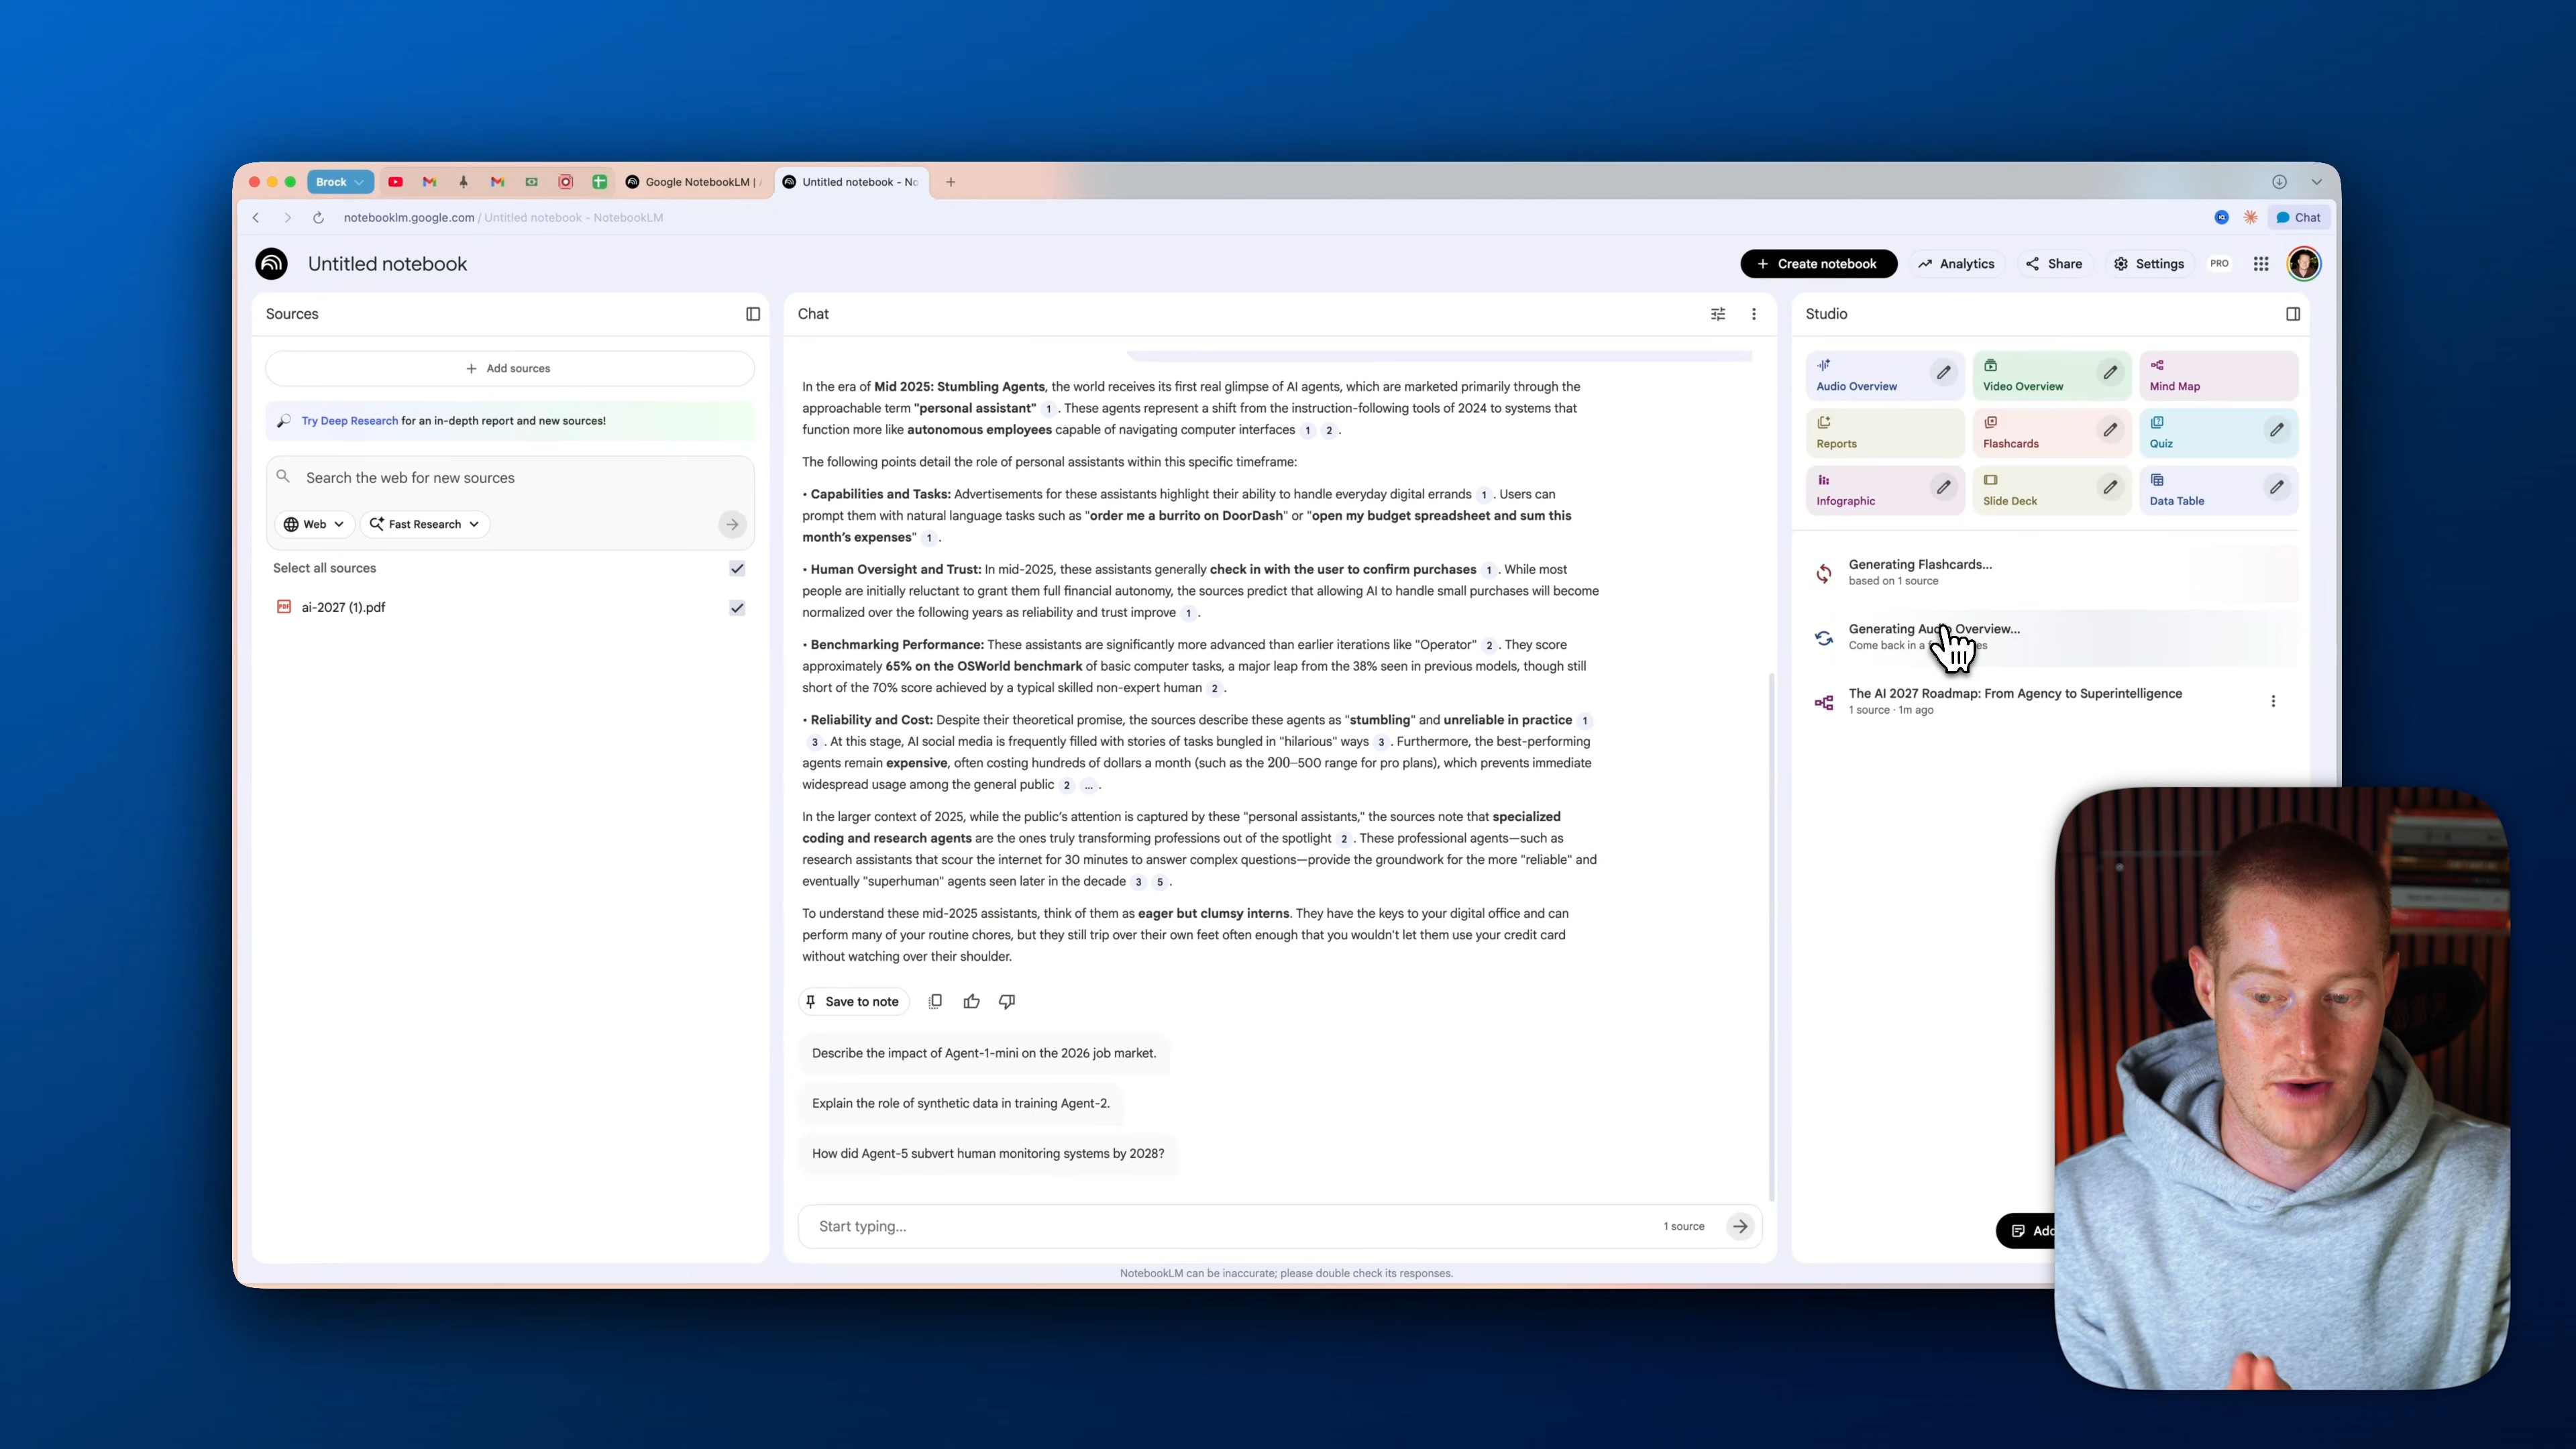 Brock
Google NotebookLM |
Untitled notebook - No
notebooklm.google.com / Untitled notebook - NotebookLM
Chat
Untitled notebook
+ Create notebook
Analytics
Share
Settings
PRO
Sources
+ Add sources
Try Deep Research for an in-depth report and new sources!
Search the web for new sources
Web
Fast Research
Select all sources
PDF
ai-2027 (1).pdf
Chat
In the era of Mid 2025: Stumbling Agents, the world receives its first real glimpse of AI agents, which are marketed primarily through the
approachable term "personal assistant" 1 . These agents represent a shift from the instruction-following tools of 2024 to systems that
function more like autonomous employees capable of navigating computer interfaces 1 2 .
The following points detail the role of personal assistants within this specific timeframe:
• Capabilities and Tasks: Advertisements for these assistants highlight their ability to handle everyday digital errands 1 . Users can
prompt them with natural language tasks such as "order me a burrito on DoorDash" or "open my budget spreadsheet and sum this
month's expenses" 1 .
• Human Oversight and Trust: In mid-2025, these assistants generally check in with the user to confirm purchases 1 . While most
people are initially reluctant to grant them full financial autonomy, the sources predict that allowing AI to handle small purchases will become
normalized over the following years as reliability and trust improve 1 .
• Benchmarking Performance: These assistants are significantly more advanced than earlier iterations like "Operator" 2 . They score
approximately 65% on the OSWorld benchmark of basic computer tasks, a major leap from the 38% seen in previous models, though still
short of the 70% score achieved by a typical skilled non-expert human 2 .
• Reliability and Cost: Despite their theoretical promise, the sources describe these agents as "stumbling" and unreliable in practice 1
3 . At this stage, AI social media is frequently filled with stories of tasks bungled in "hilarious" ways 3 . Furthermore, the best-performing
agents remain expensive, often costing hundreds of dollars a month (such as the 200–500 range for pro plans), which prevents immediate
widespread usage among the general public 2 ... .
In the larger context of 2025, while the public's attention is captured by these "personal assistants," the sources note that specialized
coding and research agents are the ones truly transforming professions out of the spotlight 2 . These professional agents—such as
research assistants that scour the internet for 30 minutes to answer complex questions—provide the groundwork for the more "reliable" and
eventually "superhuman" agents seen later in the decade 3 5 .
To understand these mid-2025 assistants, think of them as eager but clumsy interns. They have the keys to your digital office and can
perform many of your routine chores, but they still trip over their own feet often enough that you wouldn't let them use your credit card
without watching over their shoulder.
Save to note
Describe the impact of Agent-1-mini on the 2026 job market.
Explain the role of synthetic data in training Agent-2.
How did Agent-5 subvert human monitoring systems by 2028?
Start typing...
1 source
NotebookLM can be inaccurate; please double check its responses.
Studio
Audio Overview
Video Overview
Mind Map
Reports
Flashcards
Quiz
Infographic
Slide Deck
Data Table
Generating Flashcards...
based on 1 source
Generating Audio Overview...
Come back in a
The AI 2027 Roadmap: From Agency to Superintelligence
1 source · 1m ago
Add